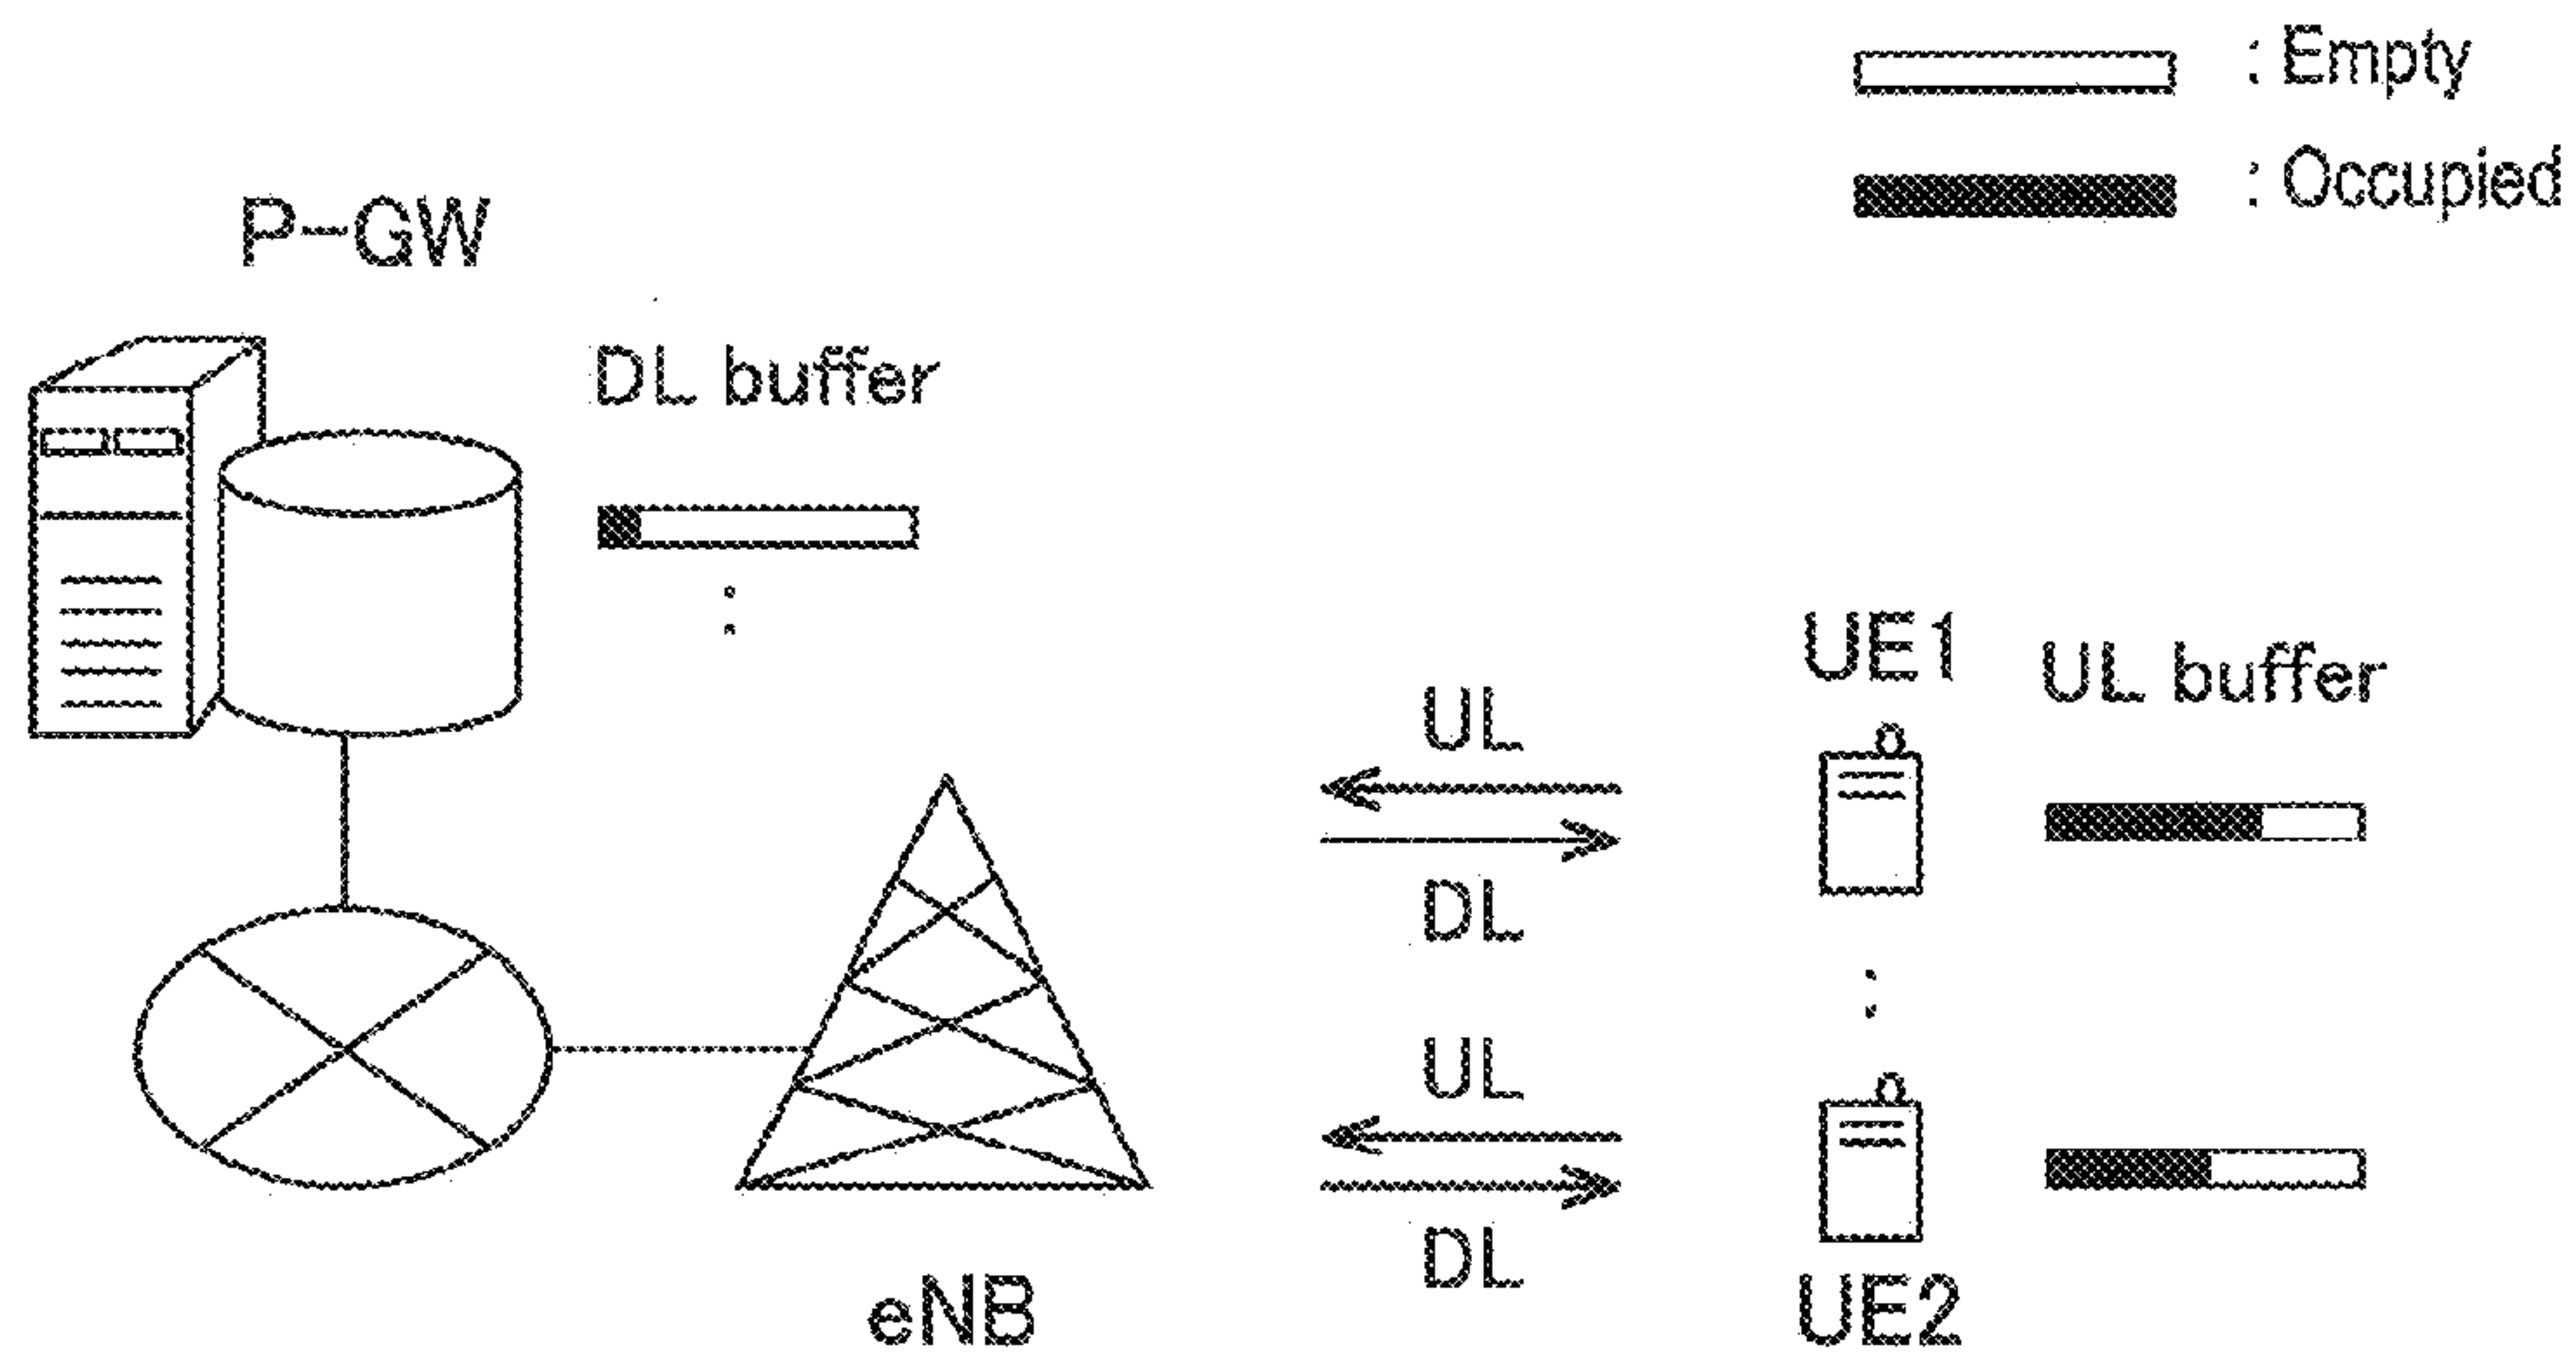 : Empty
: Occupied
P-GW
DL buffer
UE1
UL buffer
UL
DL
UL
DL
eNB
UE2